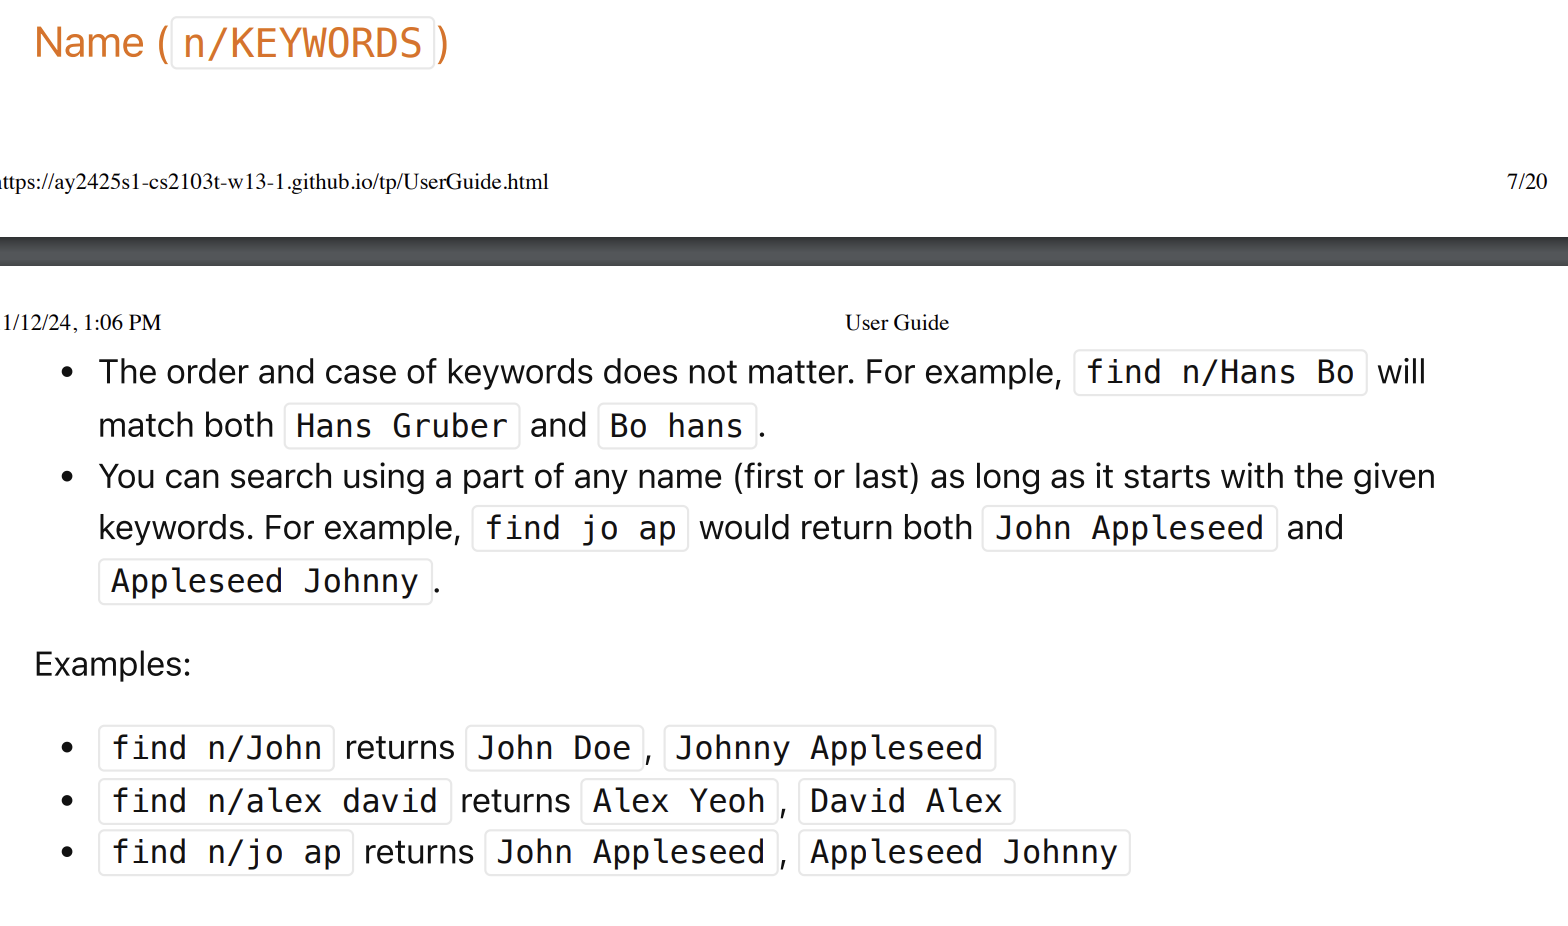 Name (n/KEYWORDS)
ttps://ay2425s1-cs2103t-w13-1.github.io/tp/UserGuide.html 7/20
1/12/24, 1:06 PM User Guide
• The order and case of keywords does not matter. For example, find n/Hans Bo will
match both Hans Gruber and Bo hans.
• You can search using a part of any name (first or last) as long as it starts with the given
keywords. For example, find jo ap would return both John Appleseed and
Appleseed Johnny.
Examples:
• find n/John returns John Doe, Johnny Appleseed
• find n/alex david returns Alex Yeoh, David Alex
• find n/jo ap returns John Appleseed, Appleseed Johnny